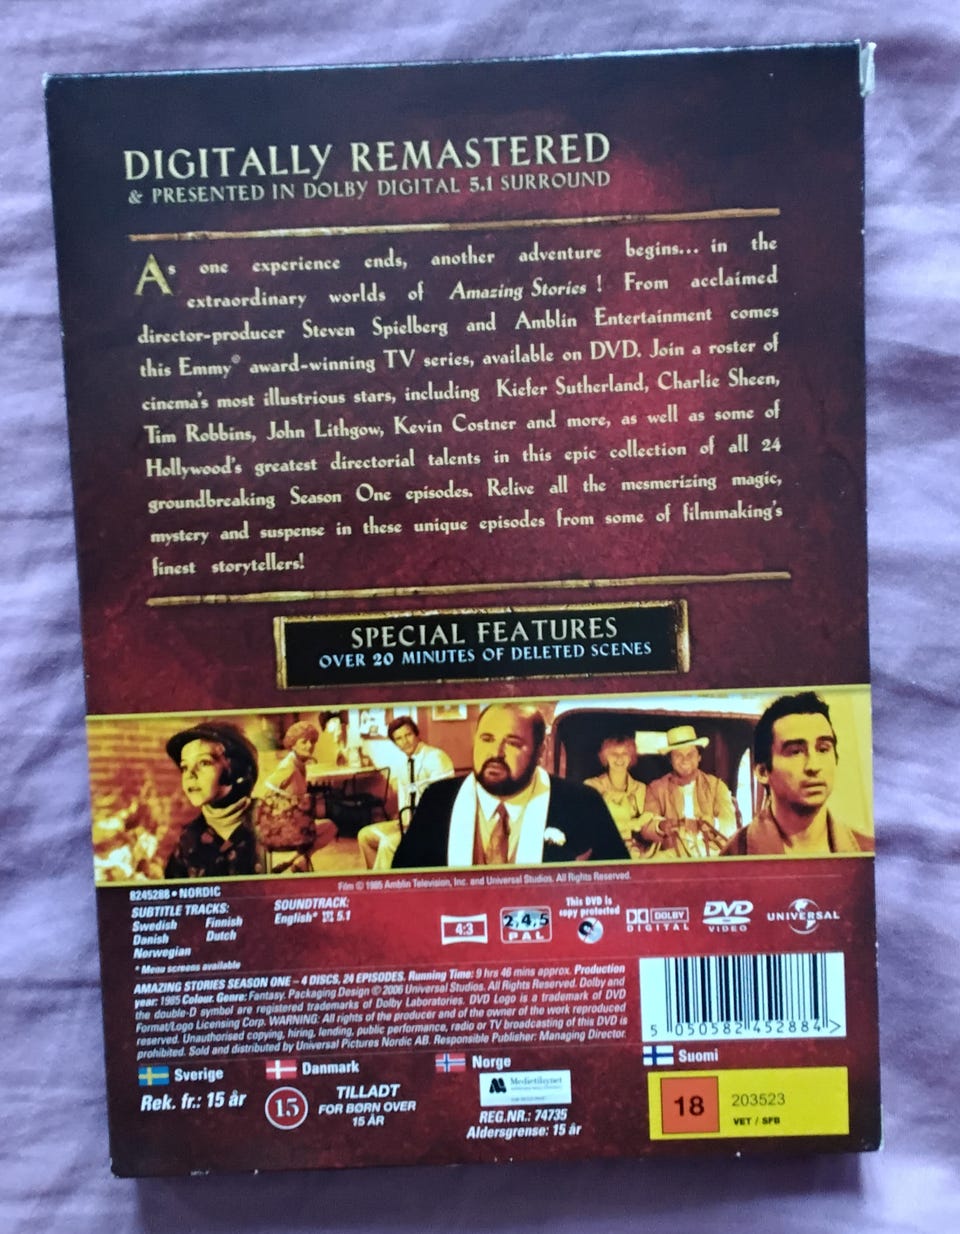 DIGITALLY REMASTERED
& PRESENTED IN DOLBY DIGITAL 5.1 SURROUND
As one experience ends, another adventure begins... in the
extraordinary worlds of Amazing Stories ! From acclaimed
director-producer Steven Spielberg and Amblin Entertainment comes
this Emmy® award-winning TV series, available on DVD. Join a roster of
cinema's most illustrious stars, including Kiefer Sutherland, Charlie Sheen,
Tim Robbins, John Lithgow, Kevin Costner and more, as well as some of
Hollywood's greatest directorial talents in this epic collection of all 24
groundbreaking Season One episodes. Relive all the mesmerizing magic,
mystery and suspense in these unique episodes from some of filmmaking's
finest storytellers!
SPECIAL FEATURES
OVER 20 MINUTES OF DELETED SCENES
Film © 1985 Amblin Television, Inc. and Universal Studios. All Rights Reserved.
8245288 • NORDIC
SUBTITLE TRACKS:
Swedish Finnish
Danish Dutch
Norwegian
* Menu screens available
SOUNDTRACK:
English* 5.1
4:3
2,4,5
PAL
This DVD is
copy protected
DOLBY
DIGITAL
DVD
VIDEO
UNIVERSAL
AMAZING STORIES SEASON ONE – 4 DISCS, 24 EPISODES. Running Time: 9 hrs 46 mins approx. Production
year: 1985 Colour. Genre: Fantasy. Packaging Design © 2006 Universal Studios. All Rights Reserved. Dolby and
the double-D symbol are registered trademarks of Dolby Laboratories. DVD Logo is a trademark of DVD
Format/Logo Licensing Corp. WARNING: All rights of the producer and of the owner of the work reproduced
reserved. Unauthorised copying, hiring, lending, public performance, radio or TV broadcasting of this DVD is
prohibited. Sold and distributed by Universal Pictures Nordic AB. Responsible Publisher: Managing Director.
5 050582 452884 >
Sverige
Rek. fr.: 15 år
Danmark
15
TILLADT
FOR BØRN OVER
15 ÅR
Norge
Medietilsynet
REG.NR.: 74735
Aldersgrense: 15 år
Suomi
18
203523
VET / SFB